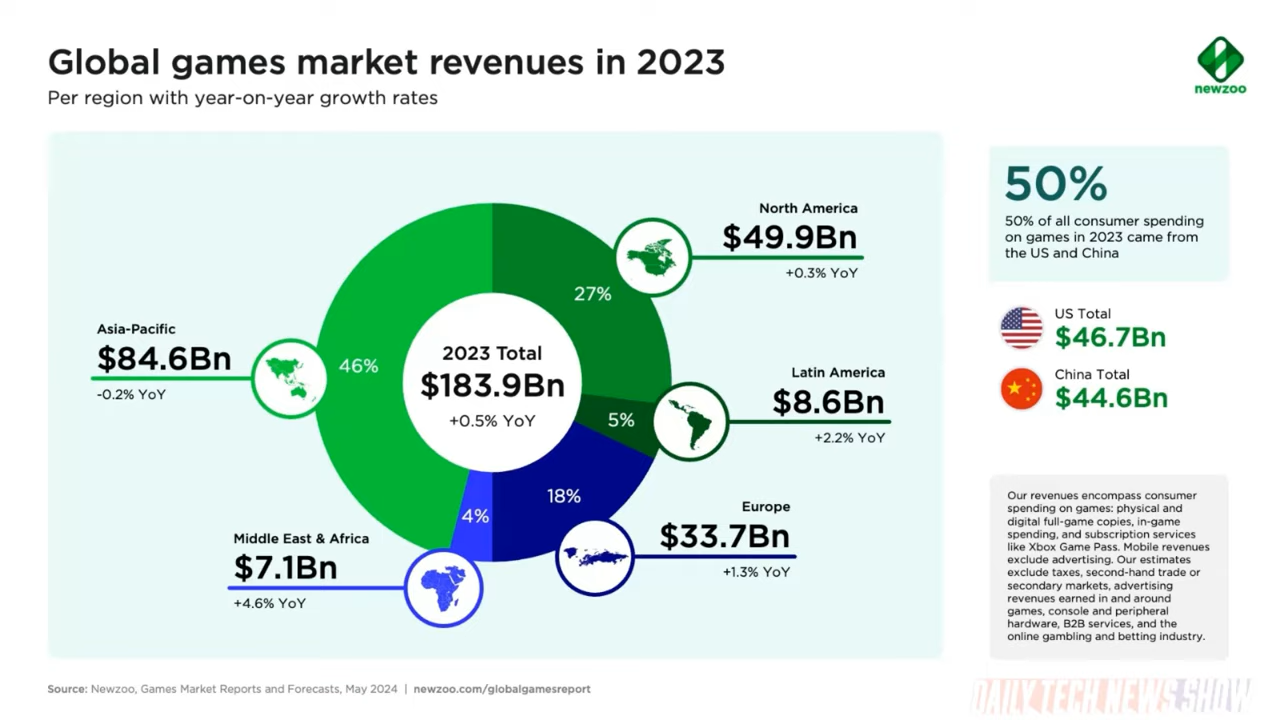 Global games market revenues in 2023
Per region with year-on-year growth rates
newzoo
North America
$49.9Bn
+0.3% YoY
27%
Asia-Pacific
$84.6Bn
-0.2% YoY
46%
2023 Total
$183.9Bn
+0.5% YoY
Latin America
$8.6Bn
+2.2% YoY
5%
Europe
$33.7Bn
+1.3% YoY
18%
Middle East & Africa
$7.1Bn
+4.6% YoY
4%
50%
50% of all consumer spending
on games in 2023 came from
the US and China
US Total
$46.7Bn
China Total
$44.6Bn
Our revenues encompass consumer
spending on games: physical and
digital full-game copies, in-game
spending, and subscription services
like Xbox Game Pass. Mobile revenues
exclude advertising. Our estimates
exclude taxes, second-hand trade or
secondary markets, advertising
revenues earned in and around
games, console and peripheral
hardware, B2B services, and the
online gambling and betting industry.
Source: Newzoo, Games Market Reports and Forecasts, May 2024 | newzoo.com/globalgamesreport
DAILY TECH NEWS SHOW